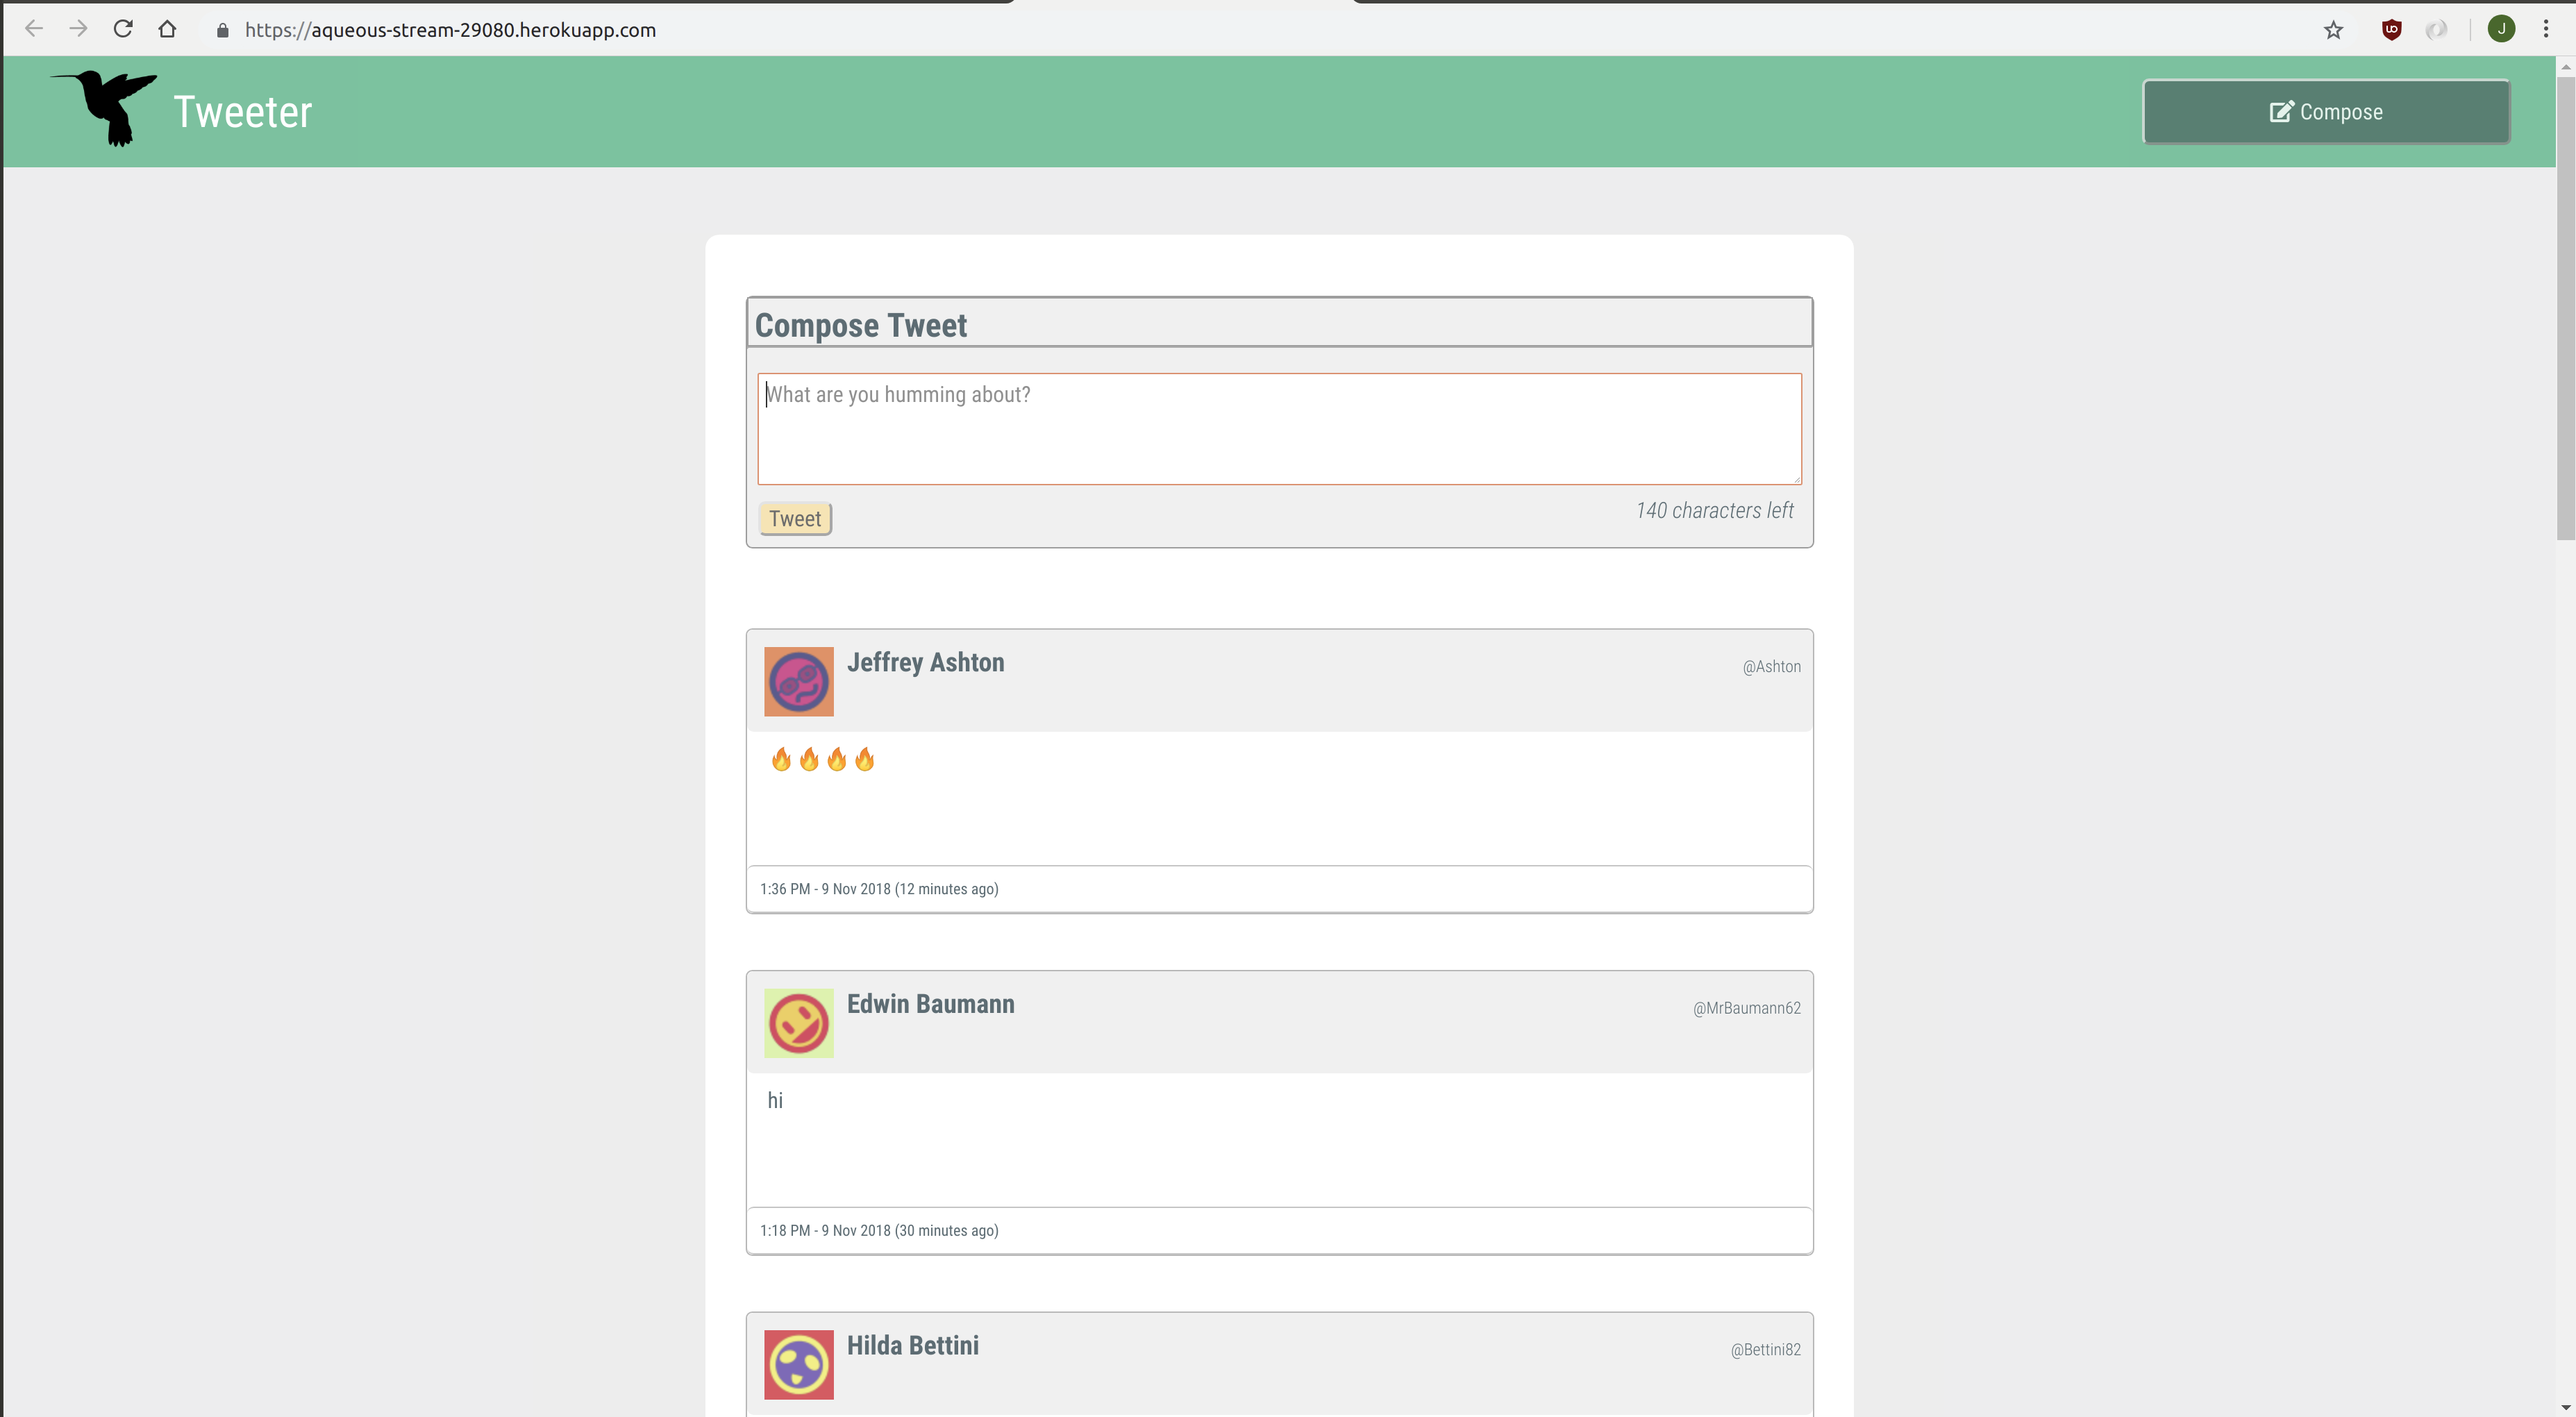 https://aqueous-stream-29080.herokuapp.com
J
Tweeter
Compose
Compose Tweet
What are you humming about?
Tweet
140 characters left
Jeffrey Ashton
@Ashton
🔥🔥🔥🔥
1:36 PM - 9 Nov 2018 (12 minutes ago)
Edwin Baumann
@MrBaumann62
hi
1:18 PM - 9 Nov 2018 (30 minutes ago)
Hilda Bettini
@Bettini82